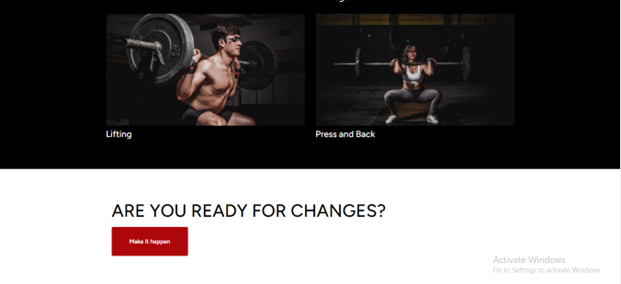 Lifting
Press and Back
ARE YOU READY FOR CHANGES?
Make it happen
Activate Windows
Go to Settings to activate Windows.